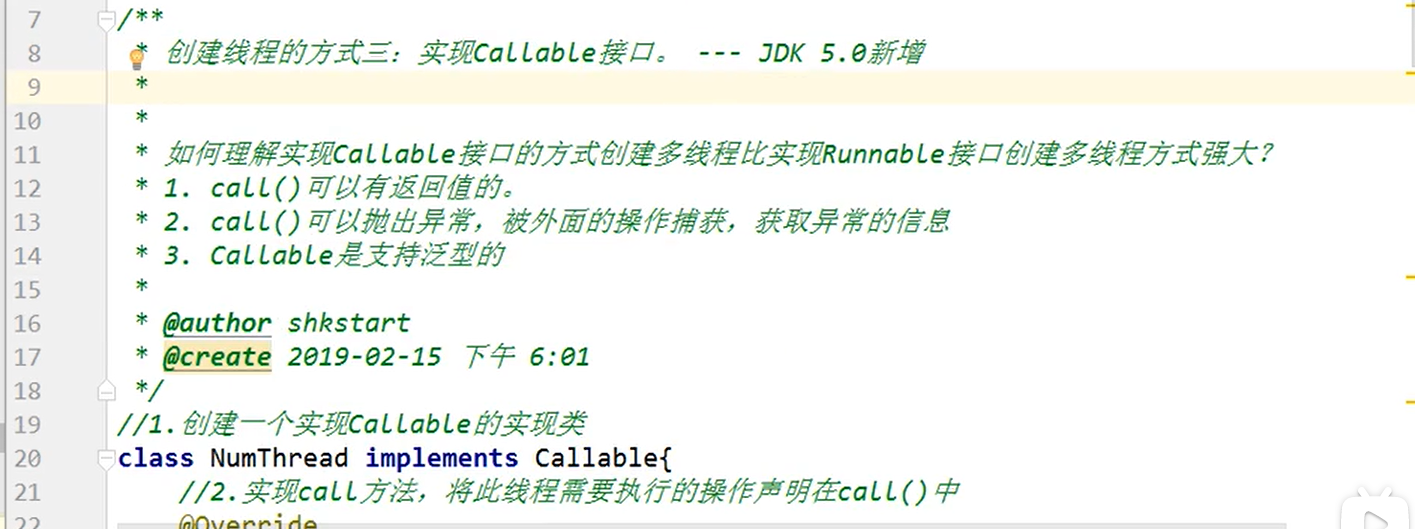 7 /**
8 * 创建线程的方式三：实现Callable接口。 --- JDK 5.0新增
9 *
10 *
11 * 如何理解实现Callable接口的方式创建多线程比实现Runnable接口创建多线程方式强大？
12 * 1. call()可以有返回值的。
13 * 2. call()可以抛出异常，被外面的操作捕获，获取异常的信息
14 * 3. Callable是支持泛型的
15 *
16 * @author shkstart
17 * @create 2019-02-15 下午 6:01
18 */
19 //1.创建一个实现Callable的实现类
20 class NumThread implements Callable{
21 //2.实现call方法，将此线程需要执行的操作声明在call()中
22 @Override